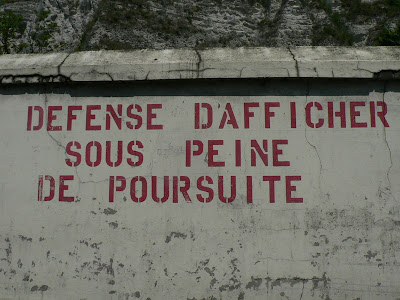 DEFENSE D'AFFICHER
SOUS PEINE
DE POURSUITE